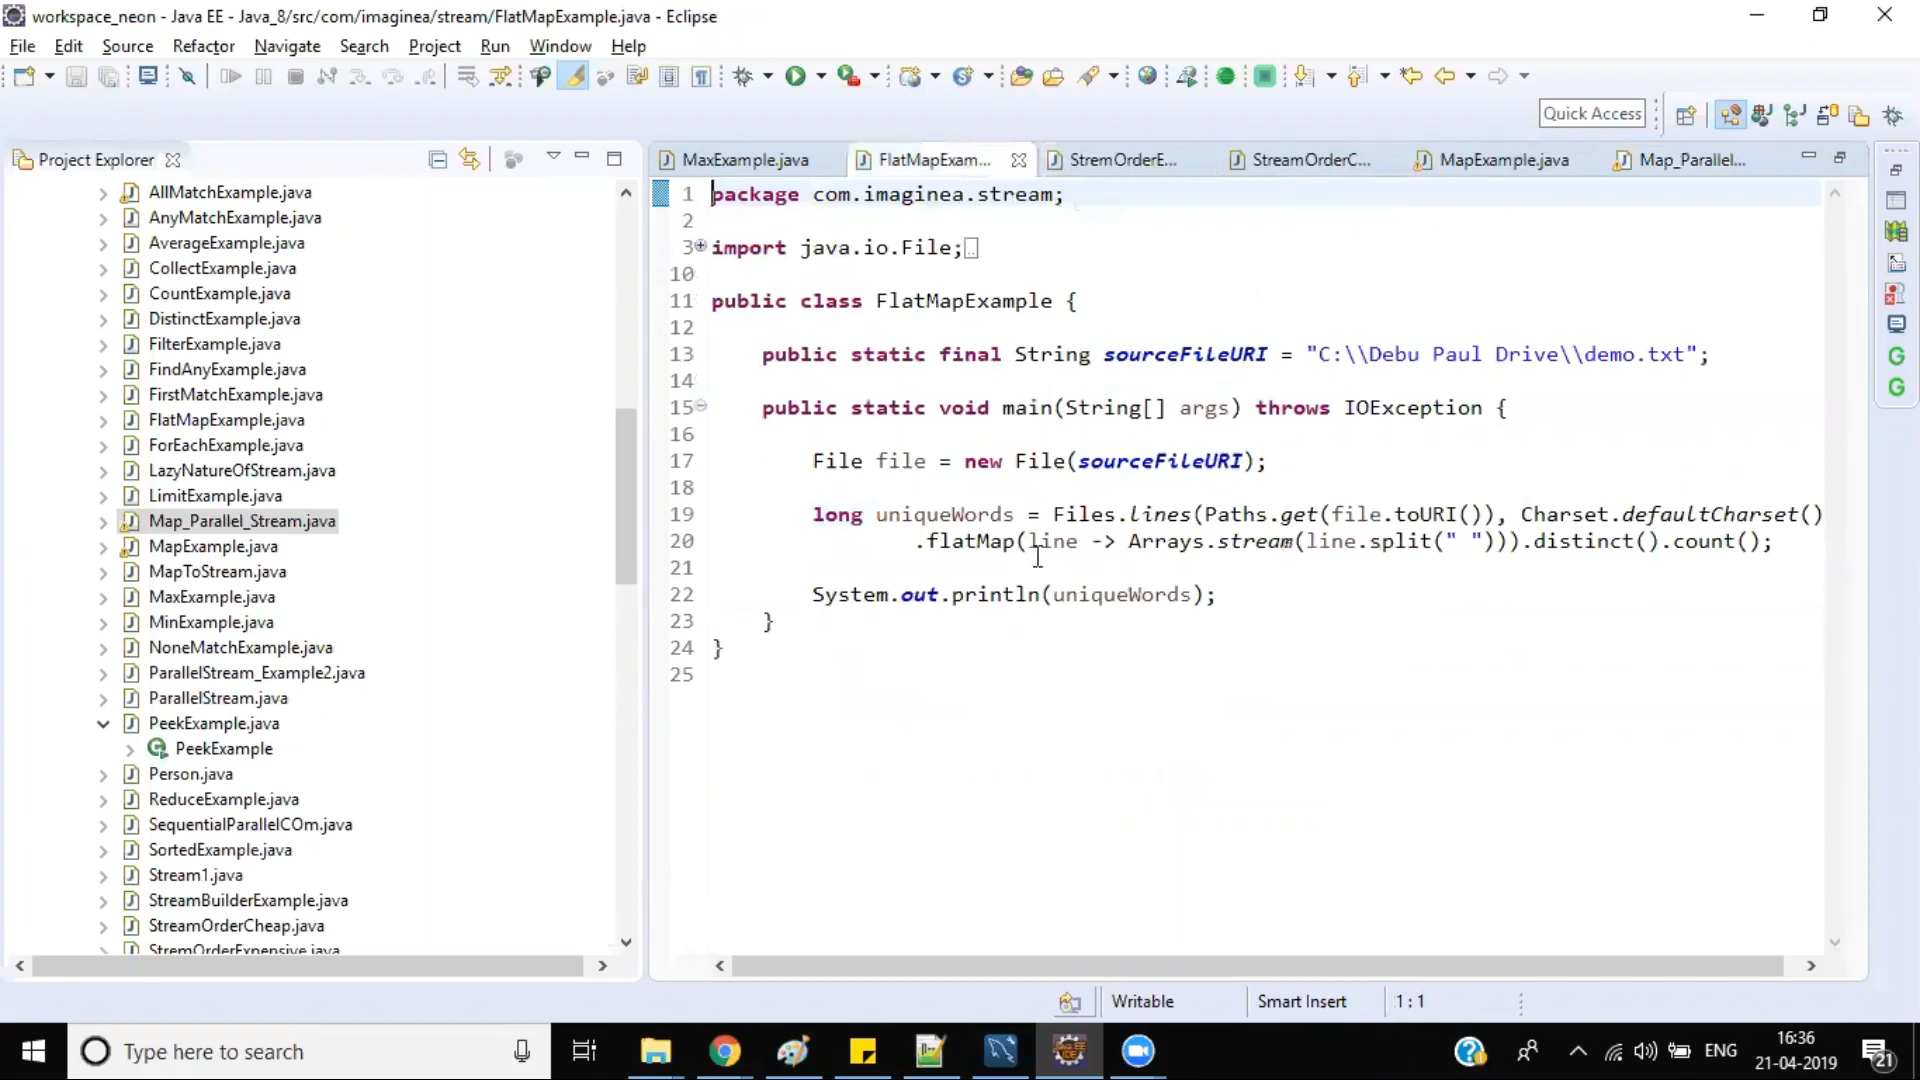 workspace_neon - Java EE - Java_8/src/com/imaginea/stream/FlatMapExample.java - Eclipse
File Edit Source Refactor Navigate Search Project Run Window Help
Quick Access
Project Explorer
MaxExample.java
FlatMapExam...
StremOrderE...
StreamOrderC...
MapExample.java
Map_Parallel...
AllMatchExample.java
AnyMatchExample.java
AverageExample.java
CollectExample.java
CountExample.java
DistinctExample.java
FilterExample.java
FindAnyExample.java
FirstMatchExample.java
FlatMapExample.java
ForEachExample.java
LazyNatureOfStream.java
LimitExample.java
Map_Parallel_Stream.java
MapExample.java
MapToStream.java
MaxExample.java
MinExample.java
NoneMatchExample.java
ParallelStream_Example2.java
ParallelStream.java
PeekExample.java
PeekExample
Person.java
ReduceExample.java
SequentialParallelCOm.java
SortedExample.java
Stream1.java
StreamBuilderExample.java
StreamOrderCheap.java
StremOrderExpensive.java
1 package com.imaginea.stream;
2
3 import java.io.File;
10
11 public class FlatMapExample {
12
13 public static final String sourceFileURI = "C:\\Debu Paul Drive\\demo.txt";
14
15 public static void main(String[] args) throws IOException {
16
17 File file = new File(sourceFileURI);
18
19 long uniqueWords = Files.lines(Paths.get(file.toURI()), Charset.defaultCharset()
20 .flatMap(line -> Arrays.stream(line.split(" "))).distinct().count();
21
22 System.out.println(uniqueWords);
23 }
24 }
25
Writable
Smart Insert
1 : 1
Type here to search
ENG
16:36
21-04-2019
21